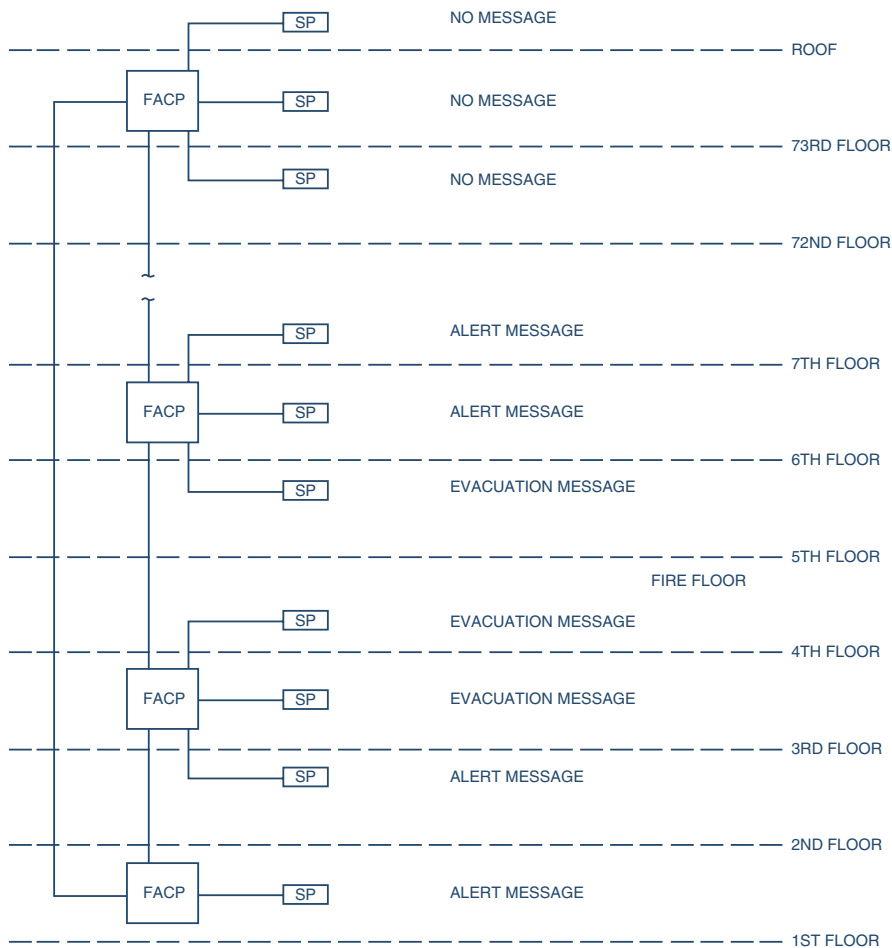 SP NO MESSAGE
ROOF
FACP SP NO MESSAGE
73RD FLOOR
SP NO MESSAGE
72ND FLOOR
SP ALERT MESSAGE
7TH FLOOR
FACP SP ALERT MESSAGE
6TH FLOOR
SP EVACUATION MESSAGE
5TH FLOOR
FIRE FLOOR
SP EVACUATION MESSAGE
4TH FLOOR
FACP SP EVACUATION MESSAGE
3RD FLOOR
SP ALERT MESSAGE
2ND FLOOR
FACP SP ALERT MESSAGE
1ST FLOOR